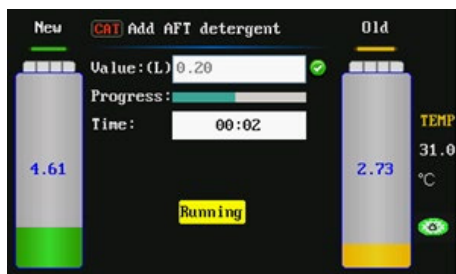 New
CAT Add AFT detergent
Old
Value:(L) 0.20
Progress:
Time: 00:02
TEMP
31.0
℃
4.61
2.73
Running